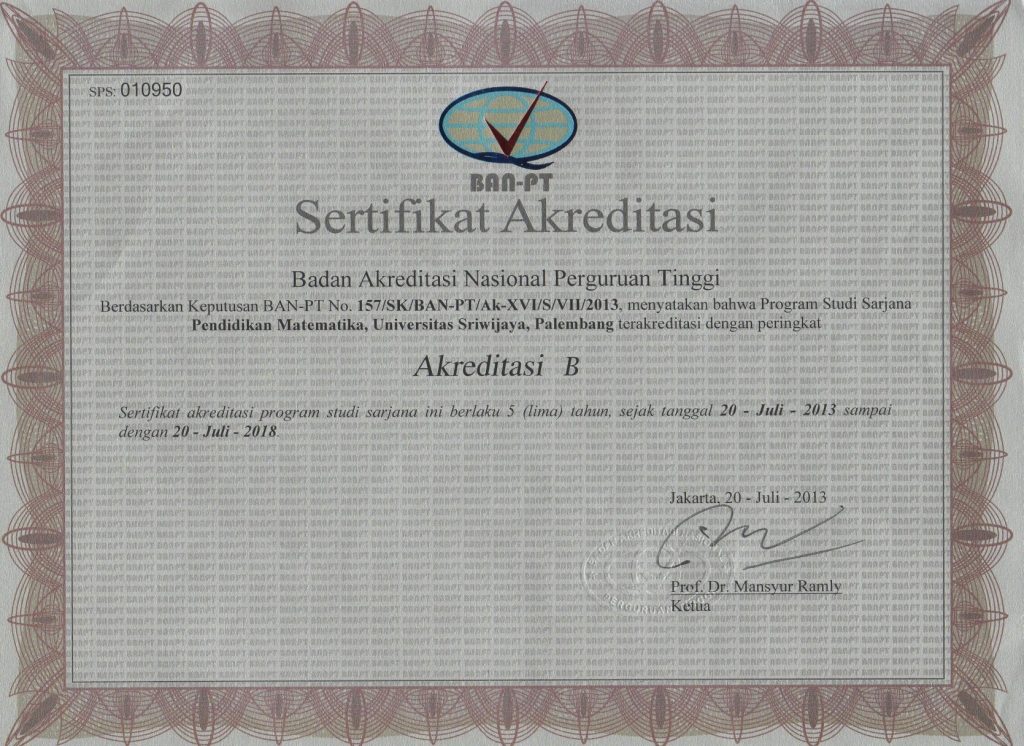 SPS: 010950
BAN-PT
Sertifikat Akreditasi
Badan Akreditasi Nasional Perguruan Tinggi
Berdasarkan Keputusan BAN-PT No. 157/SK/BAN-PT/Ak-XVI/S/VII/2013, menyatakan bahwa Program Studi Sarjana
Pendidikan Matematika, Universitas Sriwijaya, Palembang terakreditasi dengan peringkat
Akreditasi B
Sertifikat akreditasi program studi sarjana ini berlaku 5 (lima) tahun, sejak tanggal 20 - Juli - 2013 sampai
dengan 20 - Juli - 2018.
Jakarta, 20 - Juli - 2013
Prof. Dr. Mansyur Ramly
Ketua